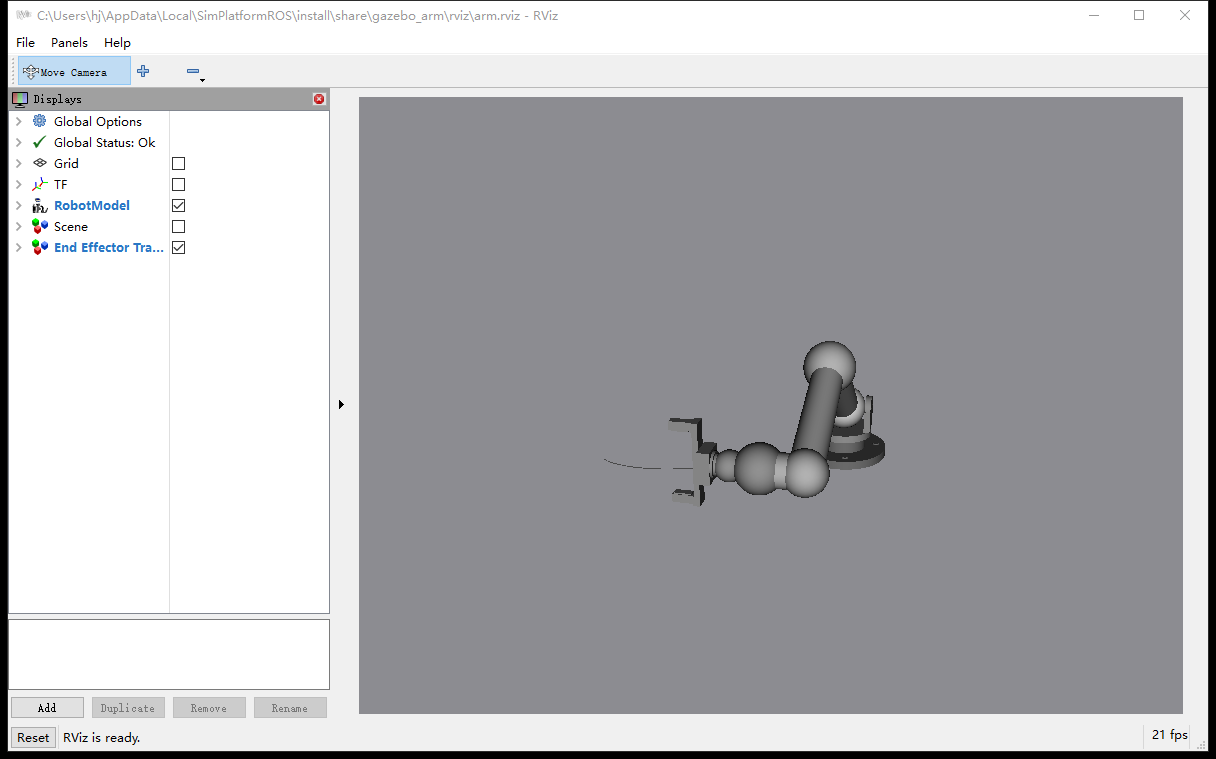 C:\Users\hj\AppData\Local\SimPlatformROS\install\share\gazebo_arm\rviz\arm.rviz - RViz
File Panels Help
Move Camera
Displays
Global Options
Global Status: Ok
Grid
TF
RobotModel
Scene
End Effector Tra...
Add Duplicate Remove Rename
Reset RViz is ready. 21 fps